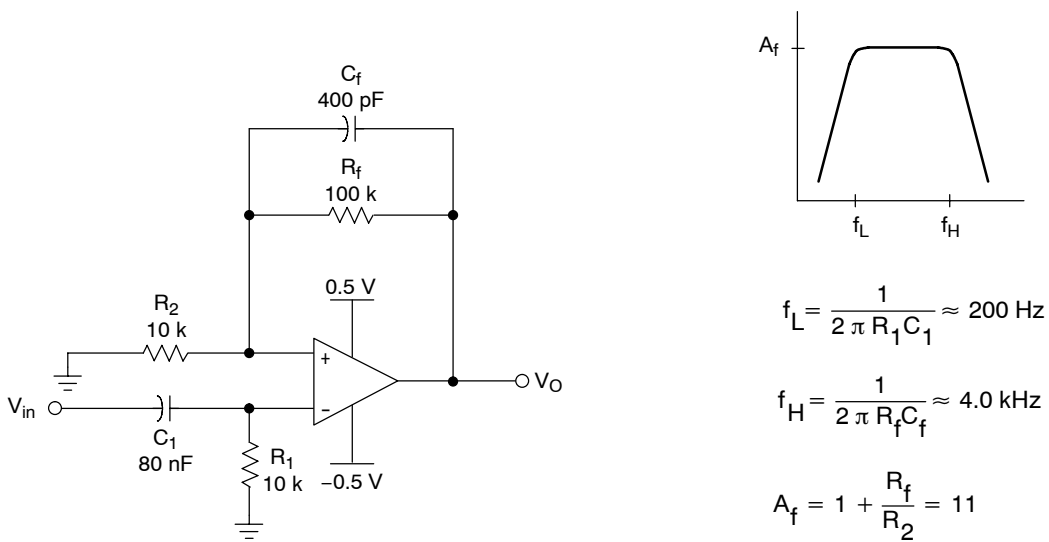 C_f
400 pF
R_f
100 k
0.5 V
R_2
10 k
+
V_O
V_in
−
C_1
80 nF
R_1
10 k
−0.5 V
A_f
f_L f_H
f_L = 1 / (2 π R_1C_1) ≈ 200 Hz
f_H = 1 / (2 π R_fC_f) ≈ 4.0 kHz
A_f = 1 + R_f / R_2 = 11